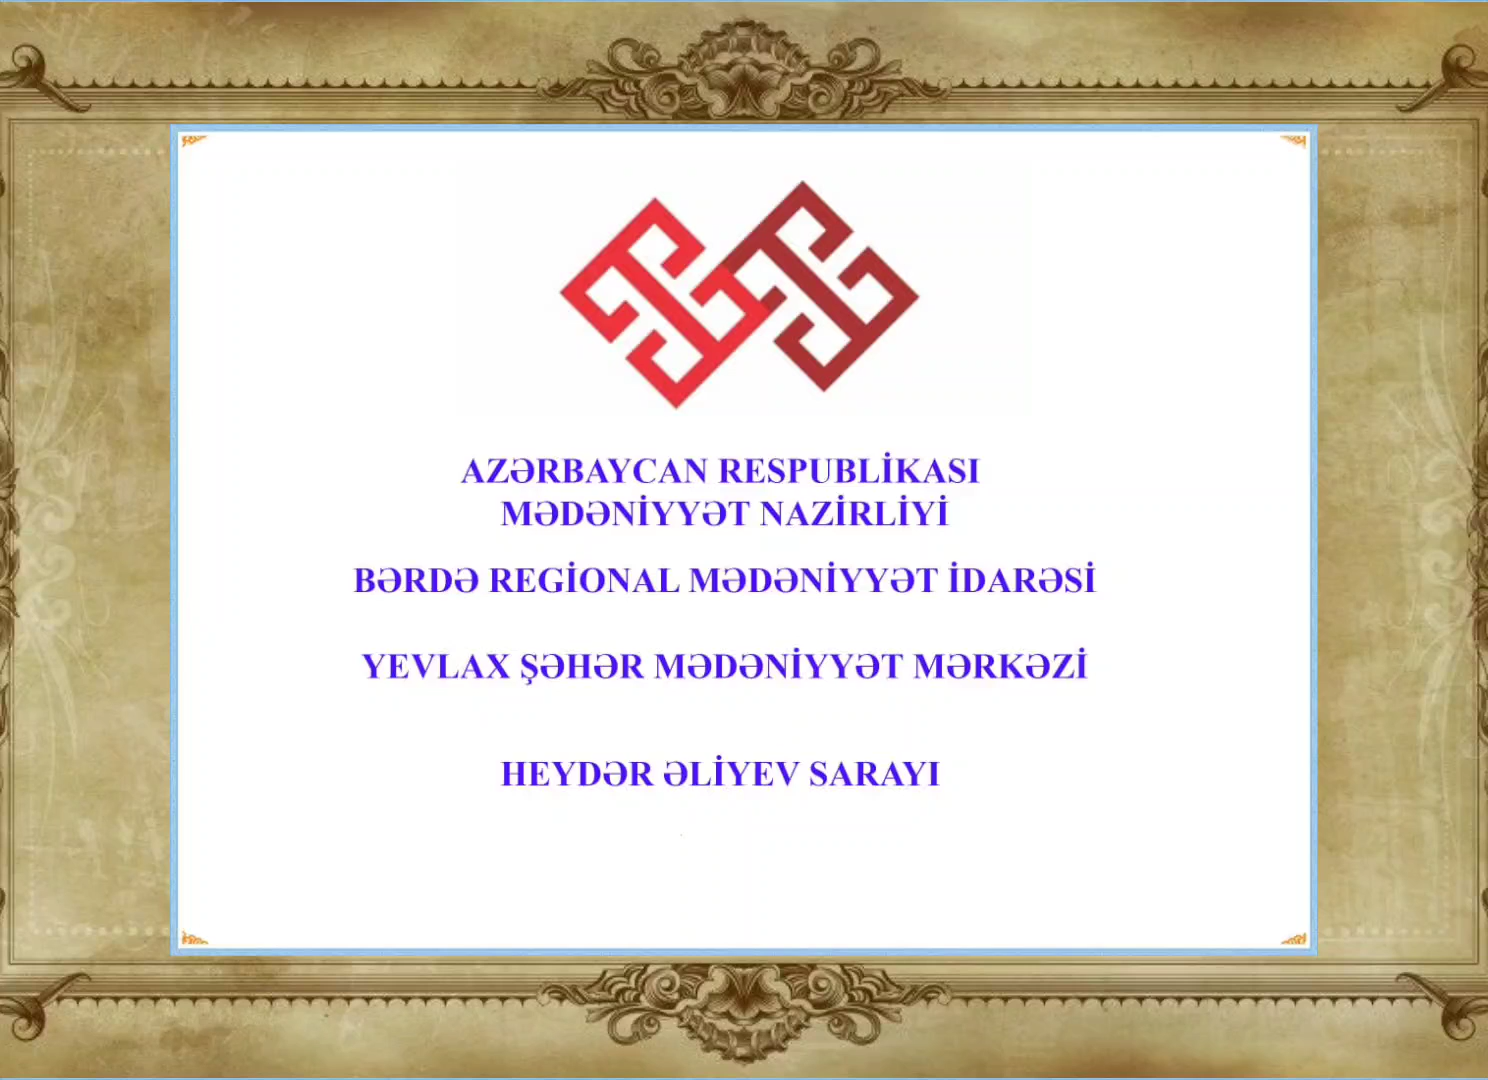 AZƏRBAYCAN RESPUBLİKASI
MƏDƏNİYYƏT NAZİRLİYİ
BƏRDƏ REGİONAL MƏDƏNİYYƏT İDARƏSİ
YEVLAX ŞƏHƏR MƏDƏNİYYƏT MƏRKƏZİ
HEYDƏR ƏLİYEV SARAYI